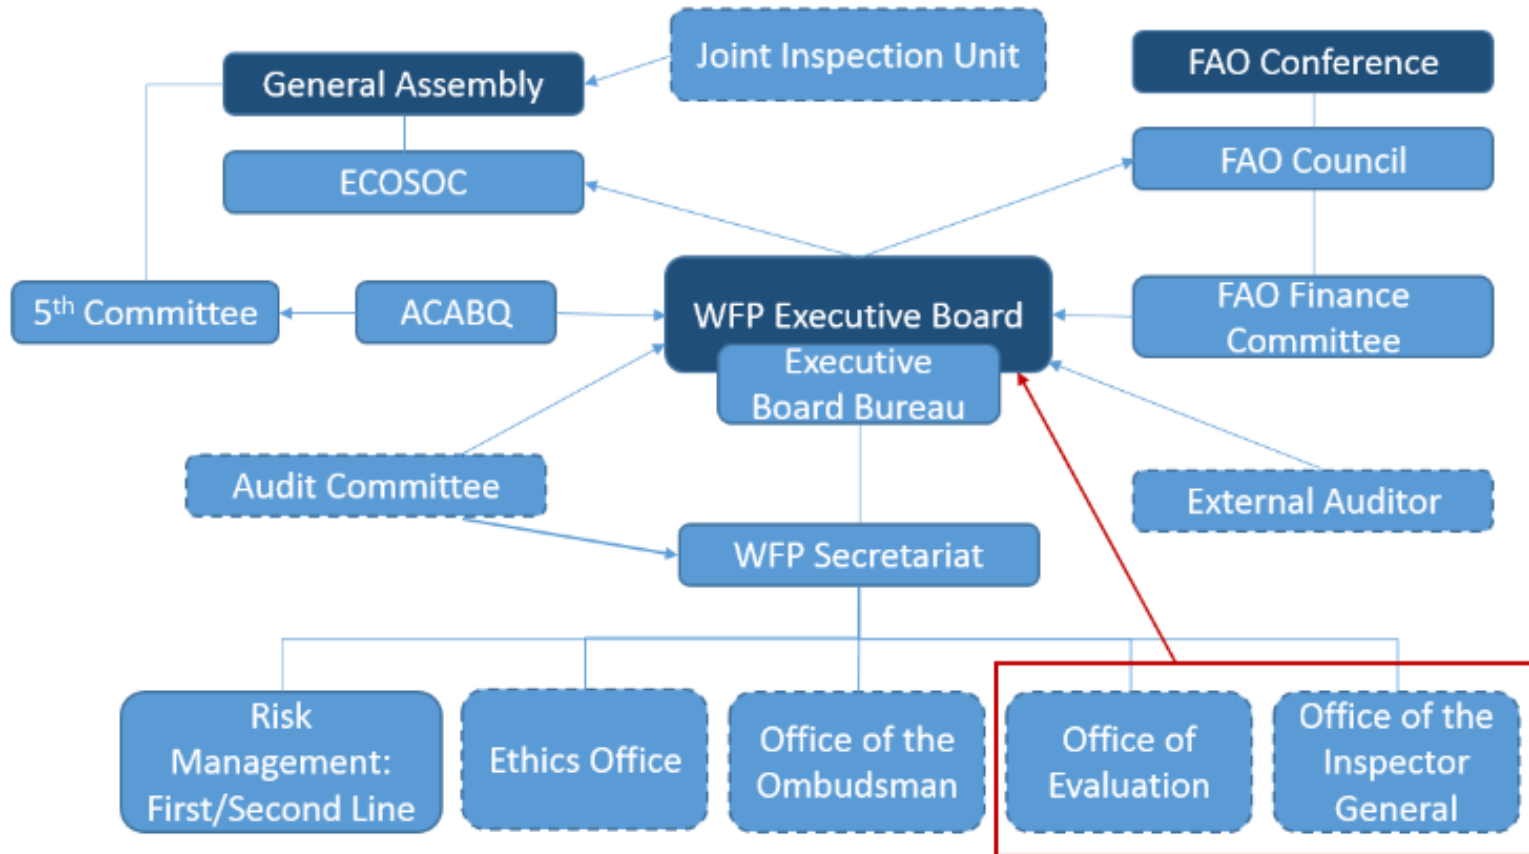 Joint Inspection Unit
General Assembly
FAO Conference
ECOSOC
FAO Council
5th Committee
ACABQ
WFP Executive Board
Executive
Board Bureau
FAO Finance
Committee
Audit Committee
External Auditor
WFP Secretariat
Risk
Management:
First/Second Line
Ethics Office
Office of the
Ombudsman
Office of
Evaluation
Office of the
Inspector
General